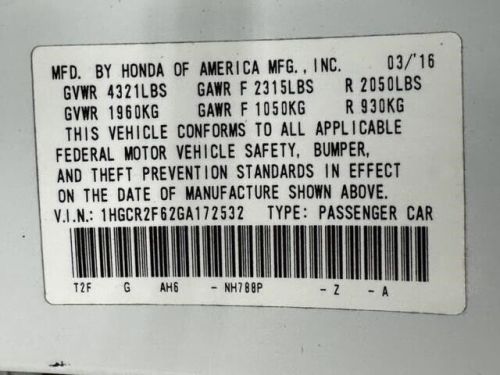 MFD. BY HONDA OF AMERICA MFG., INC. 03/'16
GVWR 4321LBS GAWR F 2315LBS R 2050LBS
GVWR 1960KG GAWR F 1050KG R 930KG
THIS VEHICLE CONFORMS TO ALL APPLICABLE
FEDERAL MOTOR VEHICLE SAFETY, BUMPER,
AND THEFT PREVENTION STANDARDS IN EFFECT
ON THE DATE OF MANUFACTURE SHOWN ABOVE.
V.I.N.: 1HGCR2F62GA172532 TYPE: PASSENGER CAR
T2F G AH6 - NH788P - Z - A